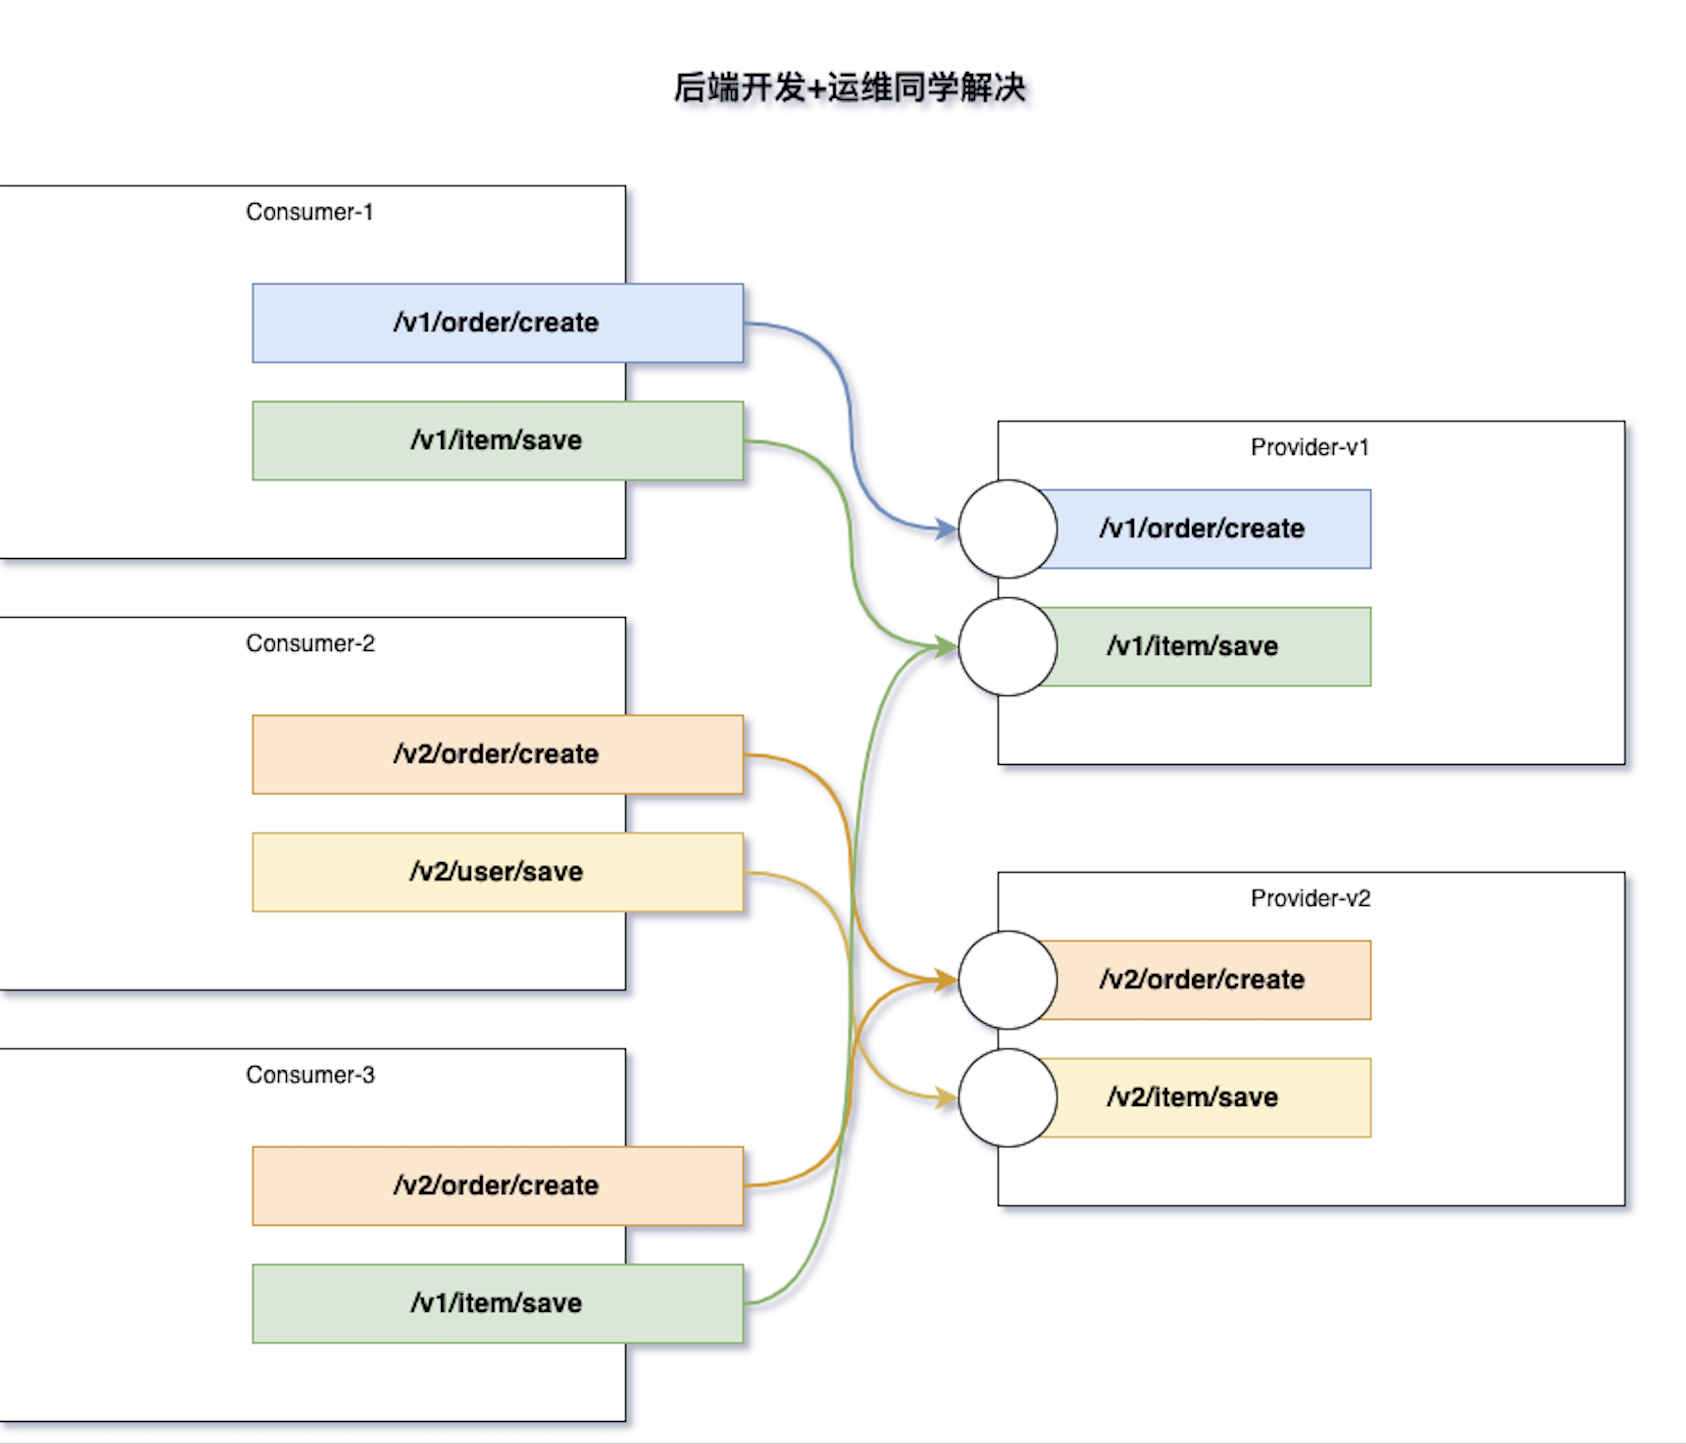 后端开发+运维同学解决
Consumer-1
/v1/order/create
/v1/item/save
Consumer-2
/v2/order/create
/v2/user/save
Consumer-3
/v2/order/create
/v1/item/save
Provider-v1
/v1/order/create
/v1/item/save
Provider-v2
/v2/order/create
/v2/item/save